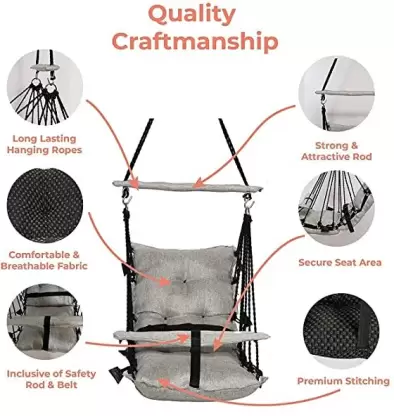 Quality
Craftmanship
Long Lasting
Hanging Ropes
Strong &
Attractive Rod
Comfortable &
Breathable Fabric
Secure Seat Area
Inclusive of Safety
Rod & Belt
Premium Stitching